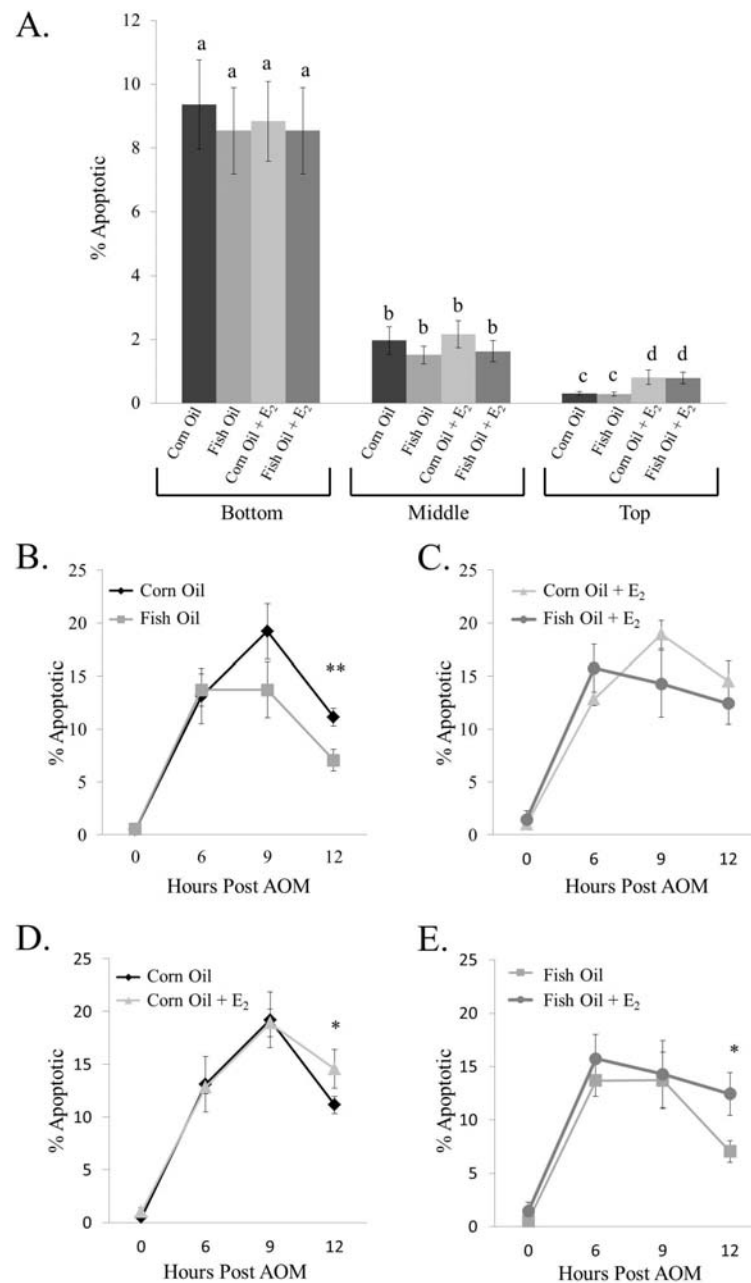 A.
12
10
8
6
4
2
0
% Apoptotic
a a a a
b b b b
c c d d
Corn Oil
Fish Oil
Corn Oil + E₂
Fish Oil + E₂
Corn Oil
Fish Oil
Corn Oil + E₂
Fish Oil + E₂
Corn Oil
Fish Oil
Corn Oil + E₂
Fish Oil + E₂
Bottom Middle Top
B.
25
20
15
10
5
0
% Apoptotic
Corn Oil
Fish Oil
**
0 6 9 12
Hours Post AOM
C.
25
20
15
10
5
0
% Apoptotic
Corn Oil + E₂
Fish Oil + E₂
0 6 9 12
Hours Post AOM
D.
25
20
15
10
5
0
% Apoptotic
Corn Oil
Corn Oil + E₂
*
0 6 9 12
Hours Post AOM
E.
25
20
15
10
5
0
% Apoptotic
Fish Oil
Fish Oil + E₂
*
0 6 9 12
Hours Post AOM